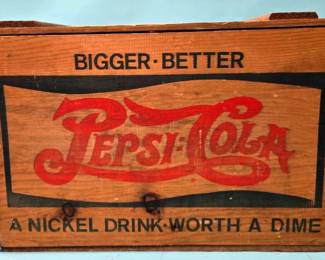 BIGGER · BETTER
PEPSI:COLA
A NICKEL DRINK · WORTH A DIME